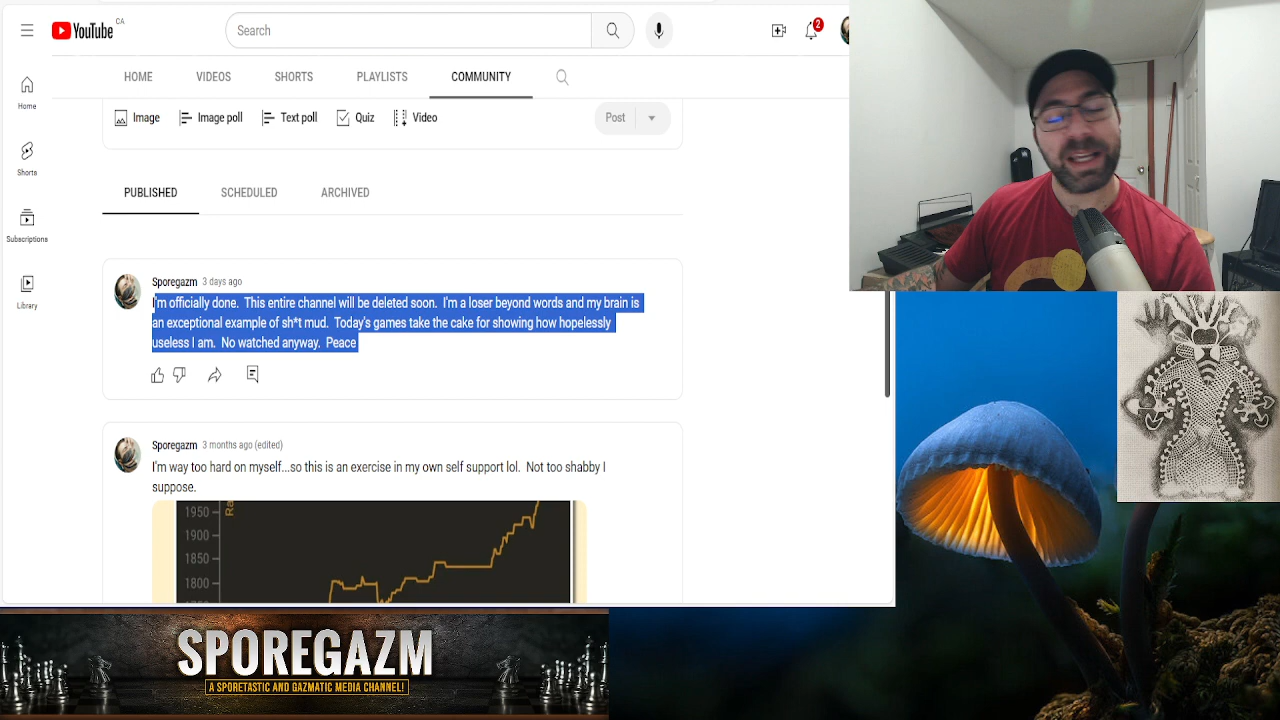 YouTube CA
Search
2
HOME VIDEOS SHORTS PLAYLISTS COMMUNITY
Home
Shorts
Subscriptions
Library
Image Image poll Text poll Quiz Video Post
PUBLISHED SCHEDULED ARCHIVED
Sporegazm 3 days ago
I'm officially done. This entire channel will be deleted soon. I'm a loser beyond words and my brain is
an exceptional example of sh*t mud. Today's games take the cake for showing how hopelessly
useless I am. No watched anyway. Peace
Sporegazm 3 months ago (edited)
I'm way too hard on myself...so this is an exercise in my own self support lol. Not too shabby I
suppose.
1950
1900
1850
1800
Ra
SPOREGAZM
A SPORETASTIC AND GAZMATIC MEDIA CHANNEL!